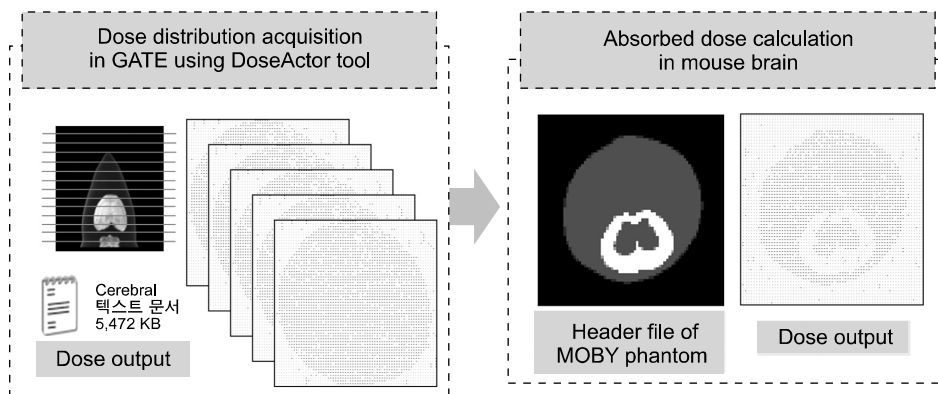 Dose distribution acquisition
in GATE using DoseActor tool
Cerebral
텍스트 문서
5,472 KB
Dose output
Absorbed dose calculation
in mouse brain
Header file of
MOBY phantom
Dose output